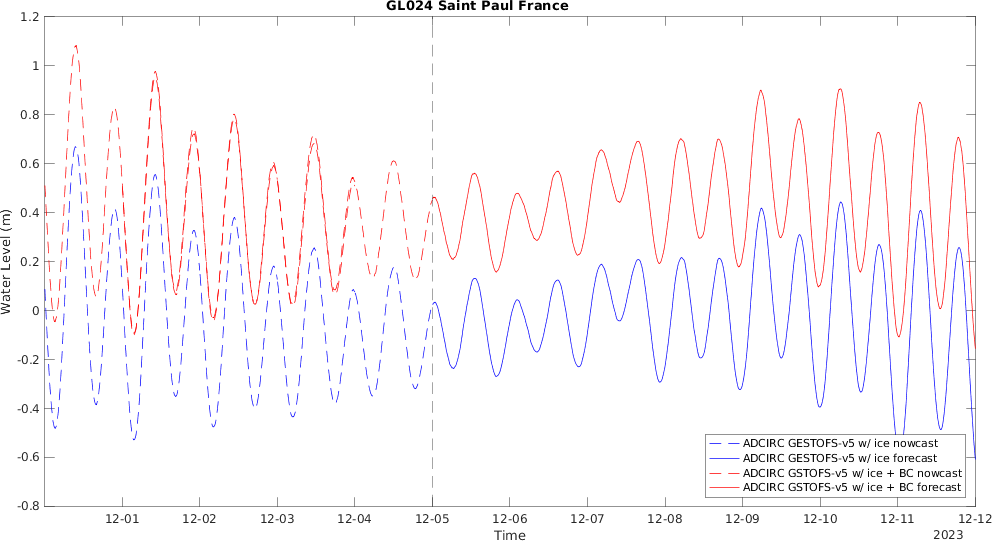 GL024 Saint Paul France
1.2
1
0.8
0.6
0.4
0.2
0
-0.2
-0.4
-0.6
-0.8
Water Level (m)
ADCIRC GESTOFS-v5 w/ ice nowcast
ADCIRC GESTOFS-v5 w/ ice forecast
ADCIRC GSTOFS-v5 w/ ice + BC nowcast
ADCIRC GSTOFS-v5 w/ ice + BC forecast
12-01 12-02 12-03 12-04 12-05 12-06 12-07 12-08 12-09 12-10 12-11 12-12
Time 2023